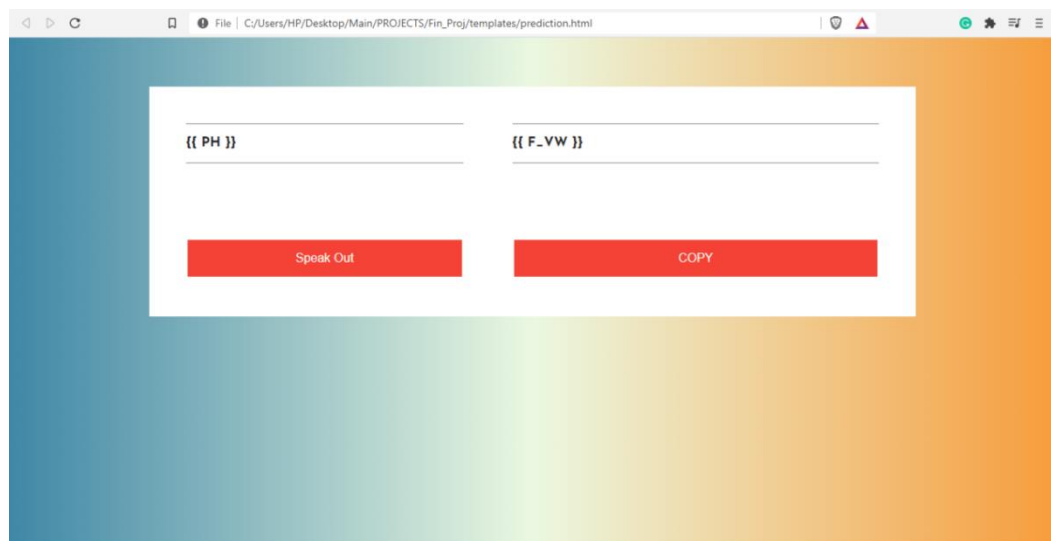 File | C:/Users/HP/Desktop/Main/PROJECTS/Fin_Proj/templates/prediction.html
{{ PH }} {{ F_VW }}
Speak Out COPY